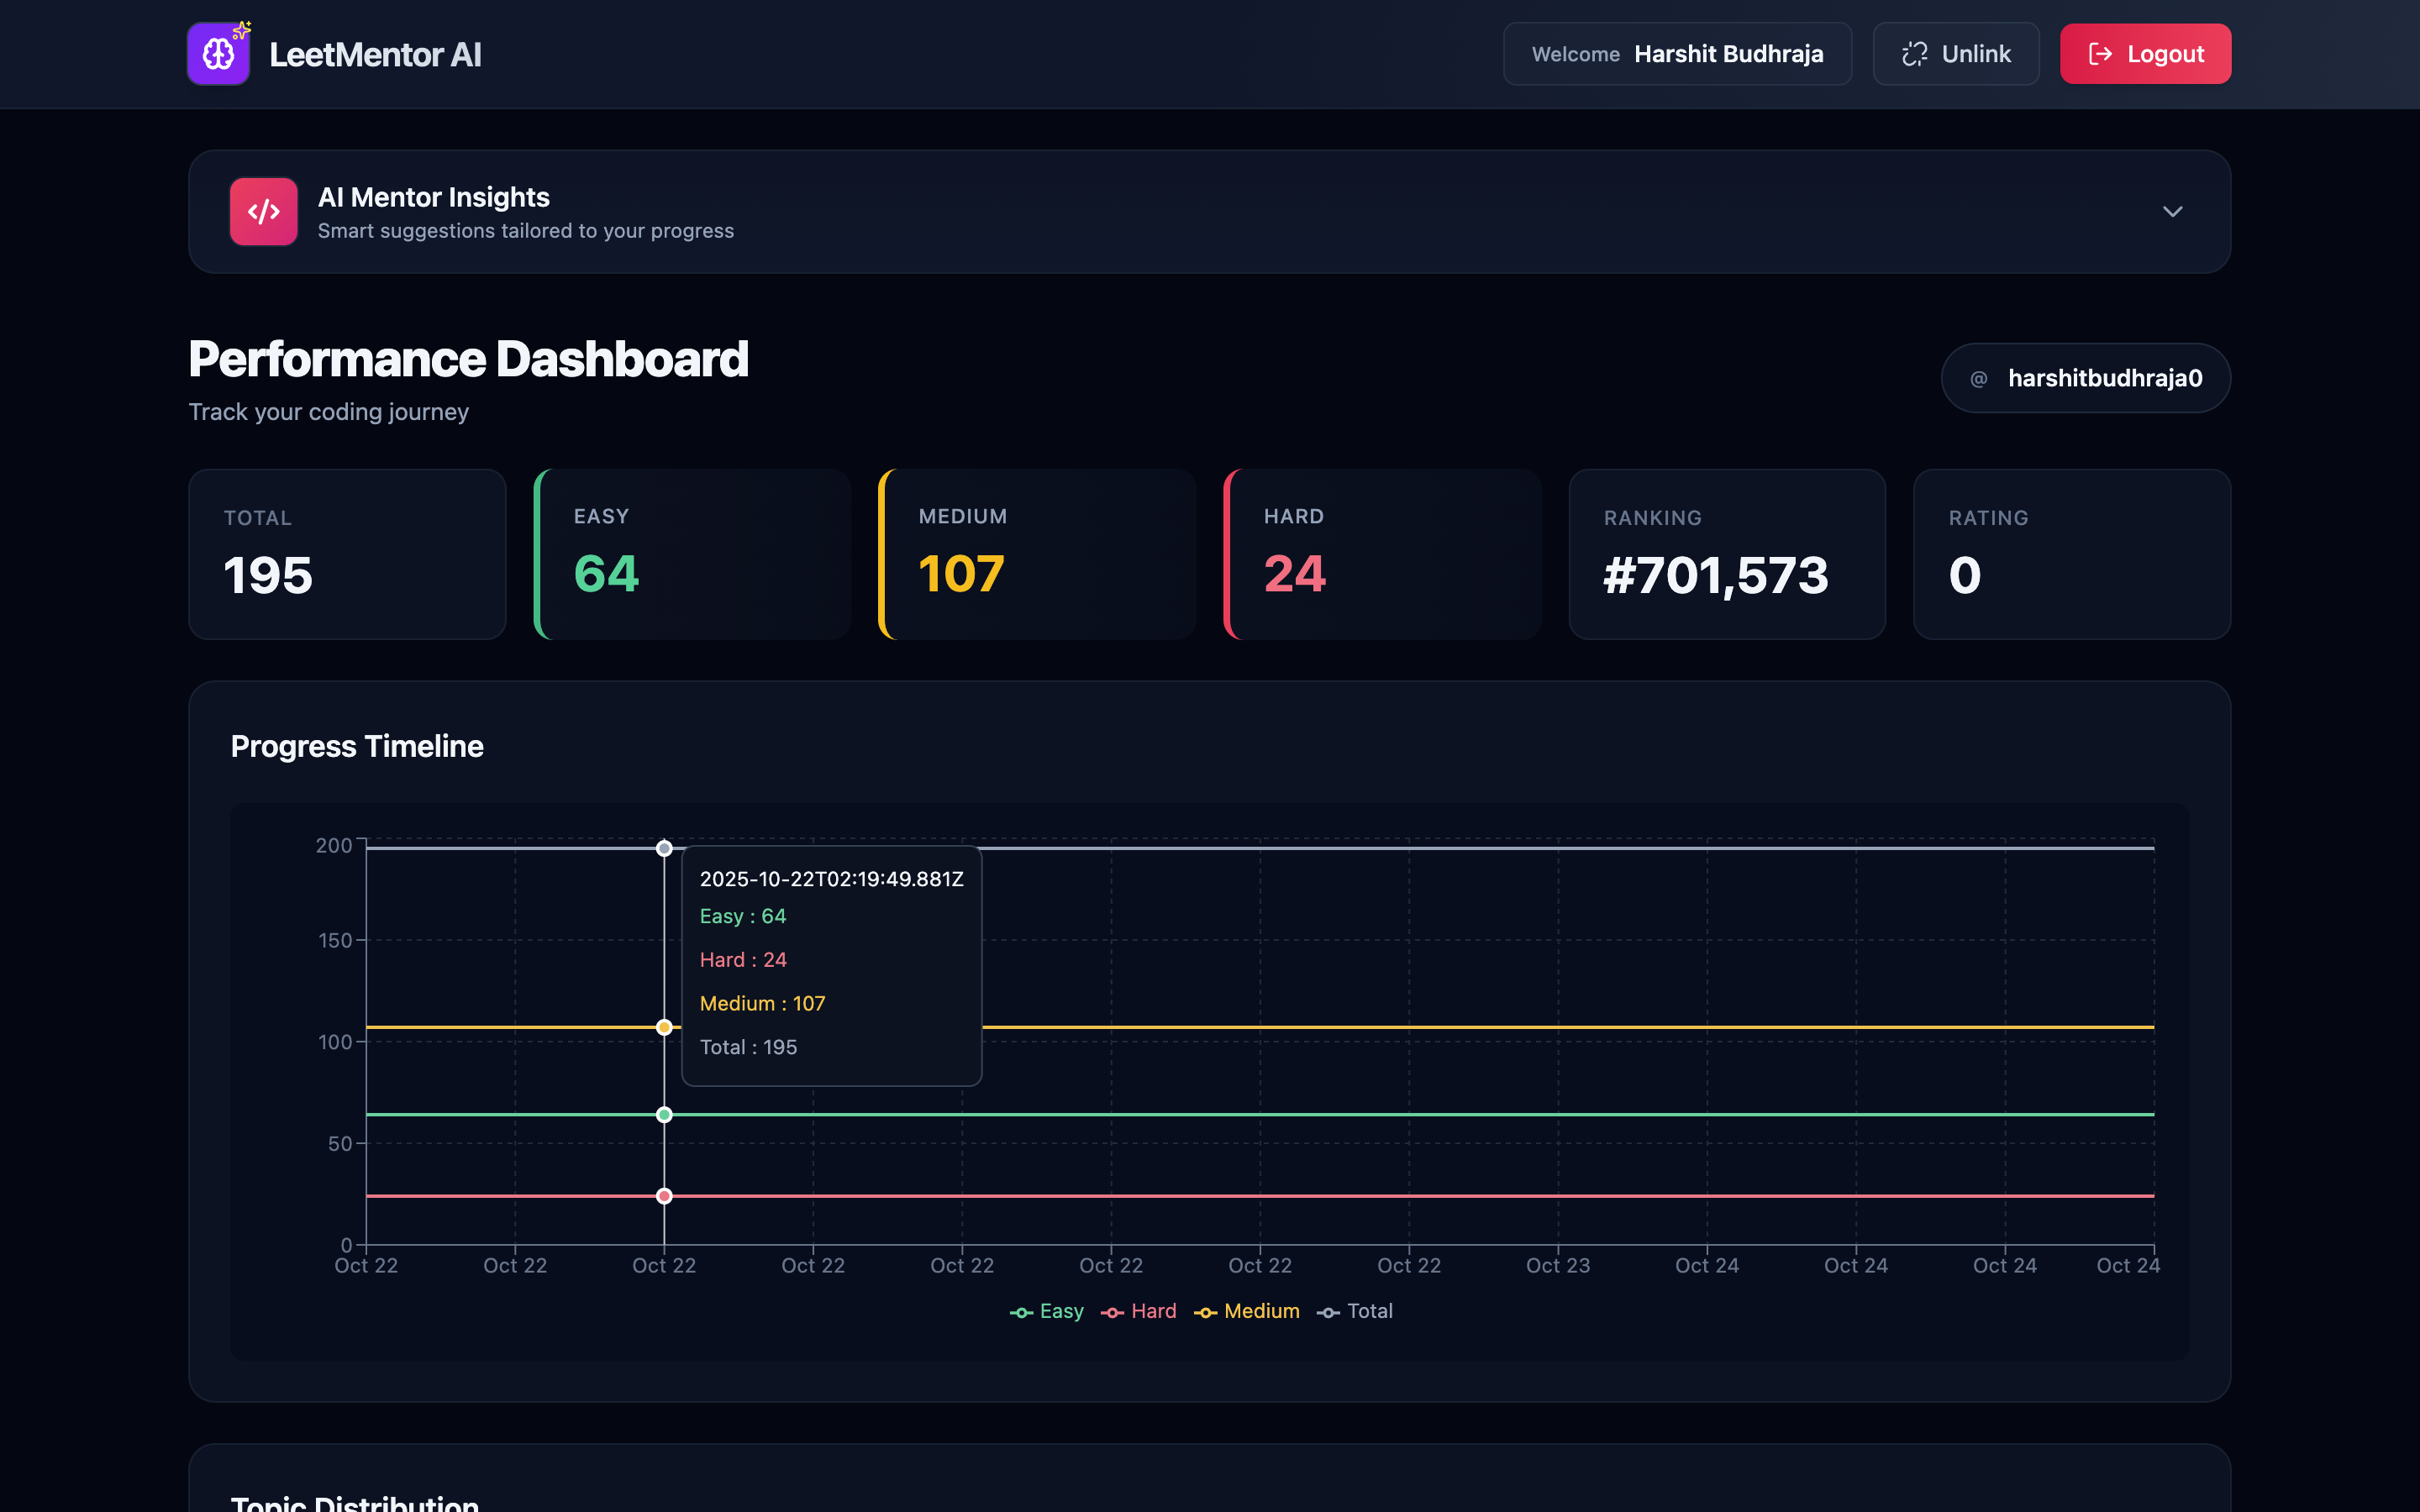 LeetMentor AI
Welcome Harshit Budhraja
Unlink
Logout
AI Mentor Insights
Smart suggestions tailored to your progress
Performance Dashboard
Track your coding journey
@ harshitbudhraja0
TOTAL
195
EASY
64
MEDIUM
107
HARD
24
RANKING
#701,573
RATING
0
Progress Timeline
200
150
100
50
0
2025-10-22T02:19:49.881Z
Easy : 64
Hard : 24
Medium : 107
Total : 195
Oct 22 Oct 22 Oct 22 Oct 22 Oct 22 Oct 22 Oct 22 Oct 22 Oct 23 Oct 24 Oct 24 Oct 24 Oct 24
Easy Hard Medium Total
Topic Distribution